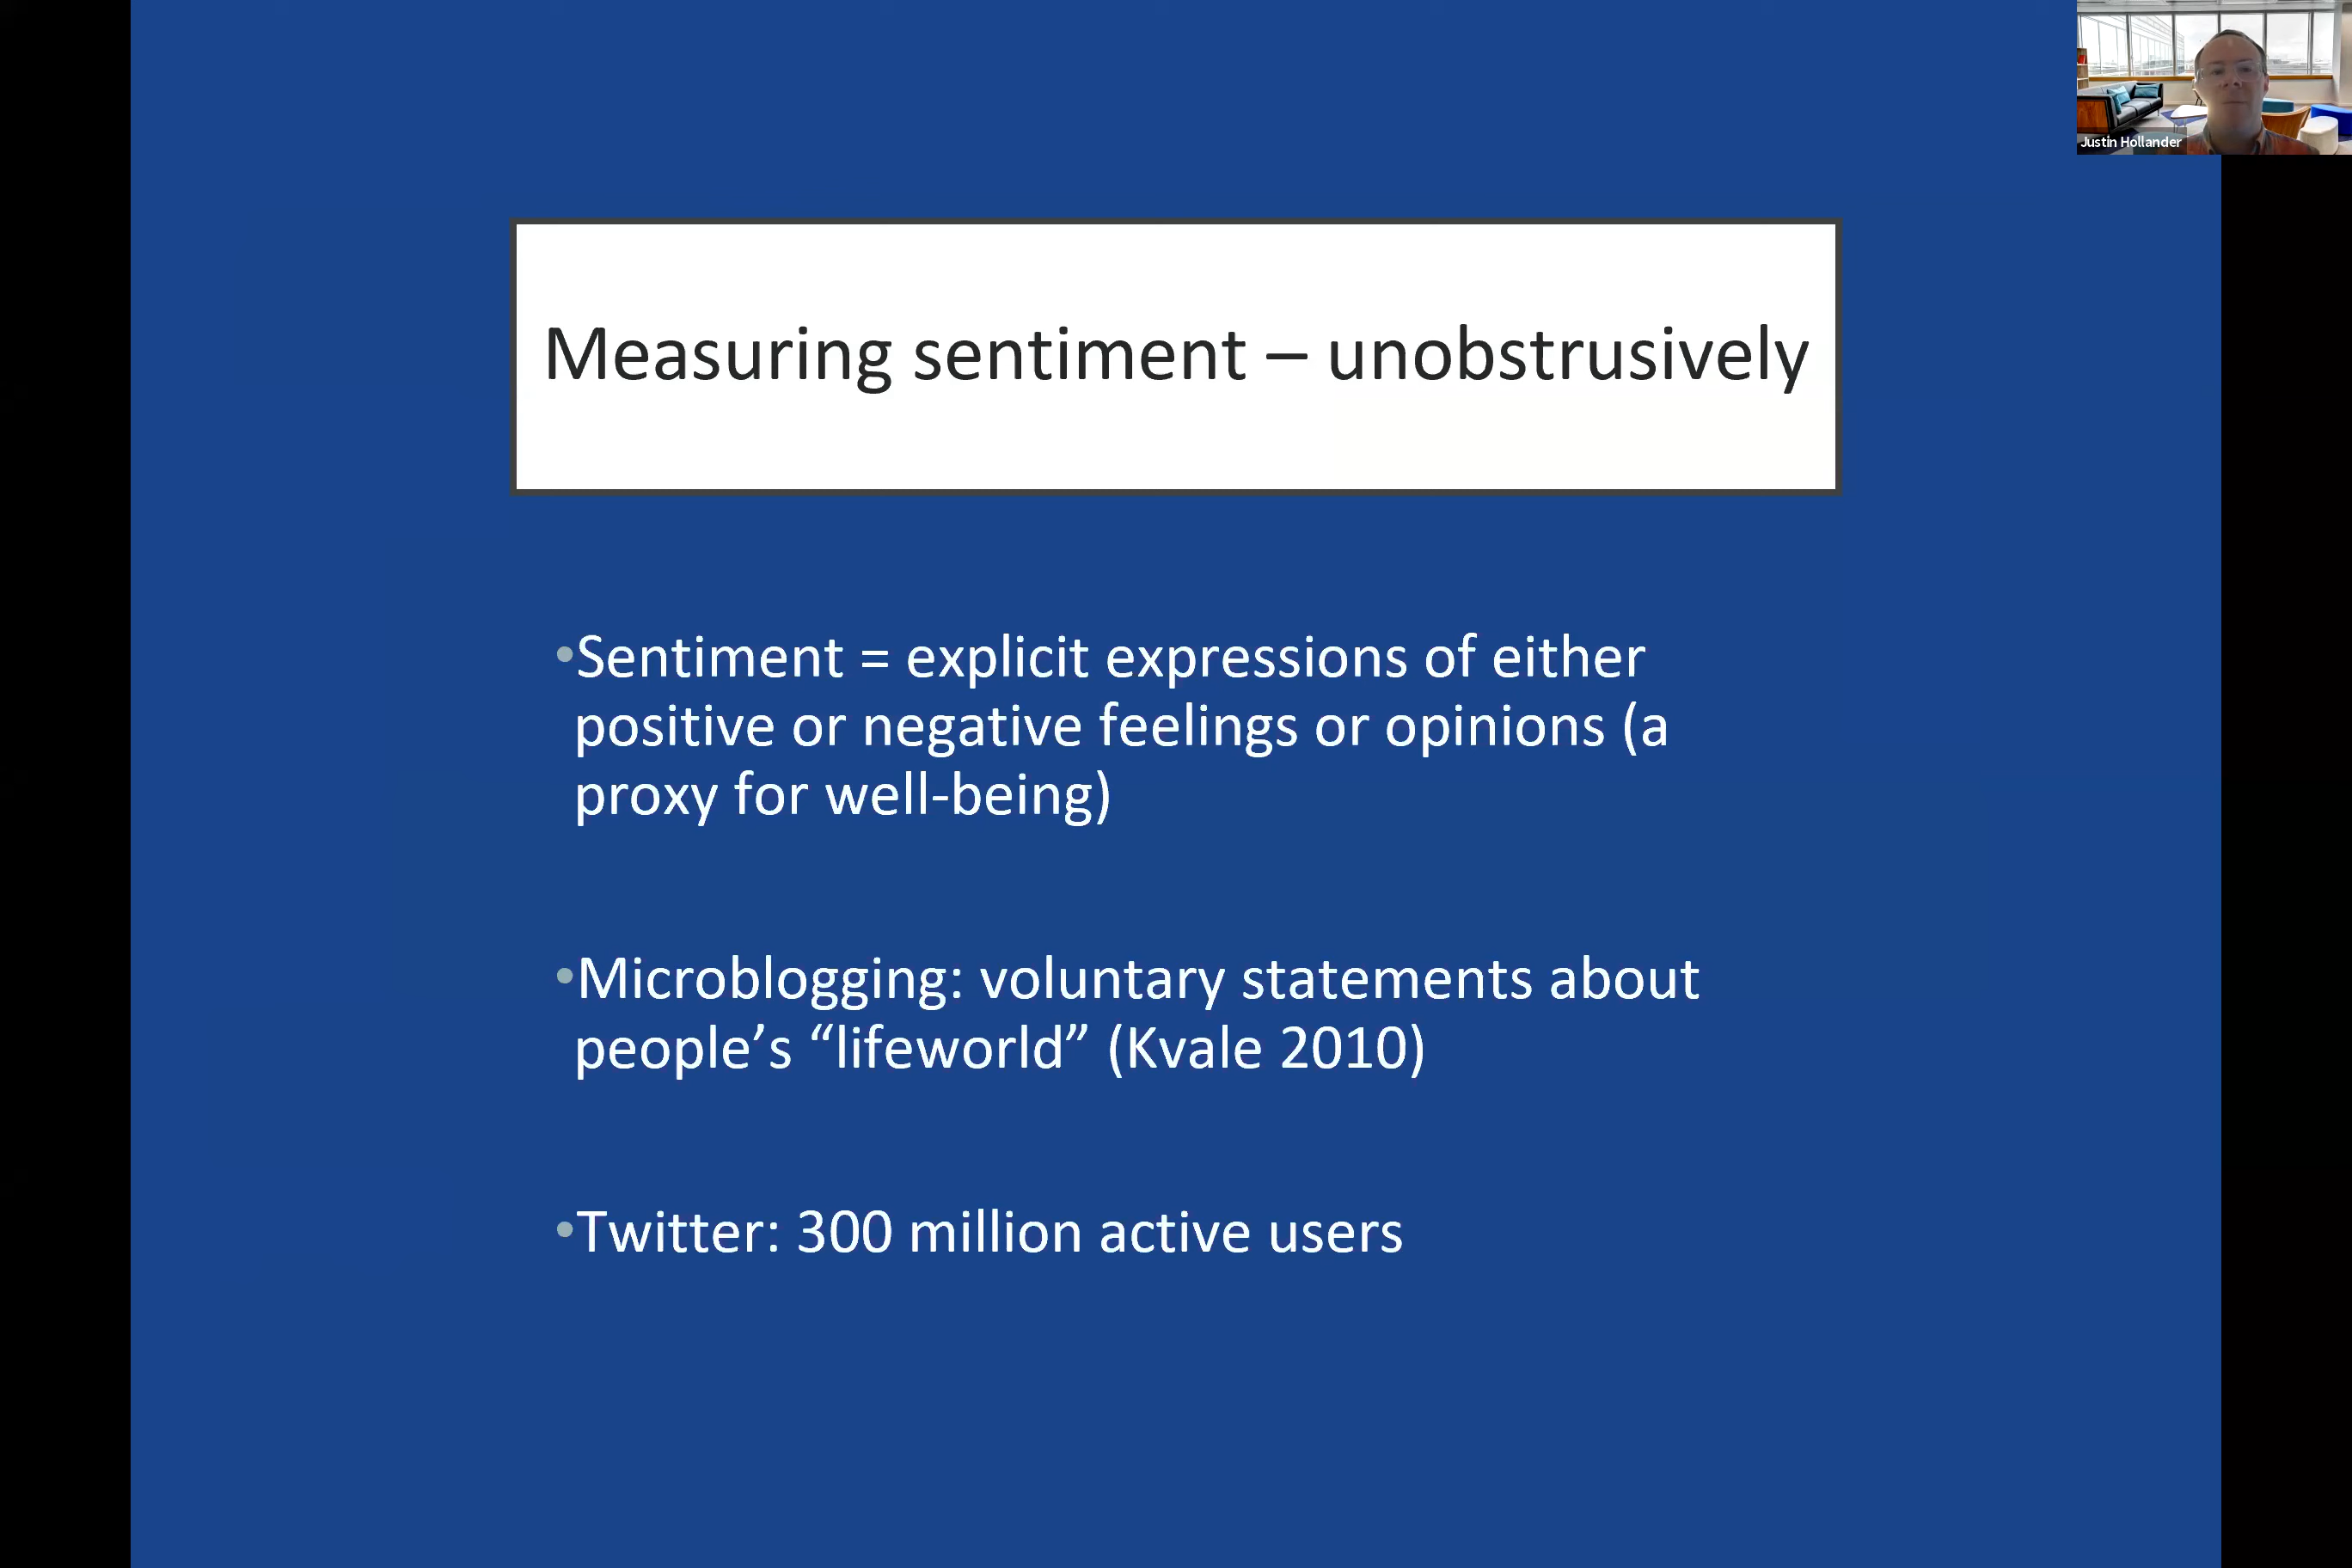 Justin Hollander
Measuring sentiment – unobstrusively
•Sentiment = explicit expressions of either
positive or negative feelings or opinions (a
proxy for well-being)
•Microblogging: voluntary statements about
people’s “lifeworld” (Kvale 2010)
•Twitter: 300 million active users